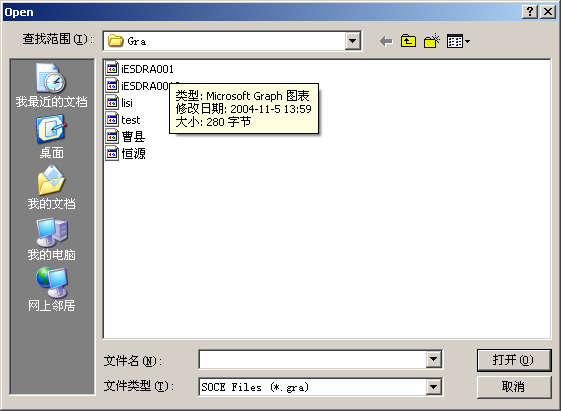 Open
查找范围(I):
Gra
我最近的文档
桌面
我的文档
我的电脑
网上邻居
iESDRA001
iESDRA00
lisi
test
曹县
恒源
类型: Microsoft Graph 图表
修改日期: 2004-11-5 13:59
大小: 280 字节
文件名(N):
打开(O)
文件类型(T):
SOCE Files (*.gra)
取消